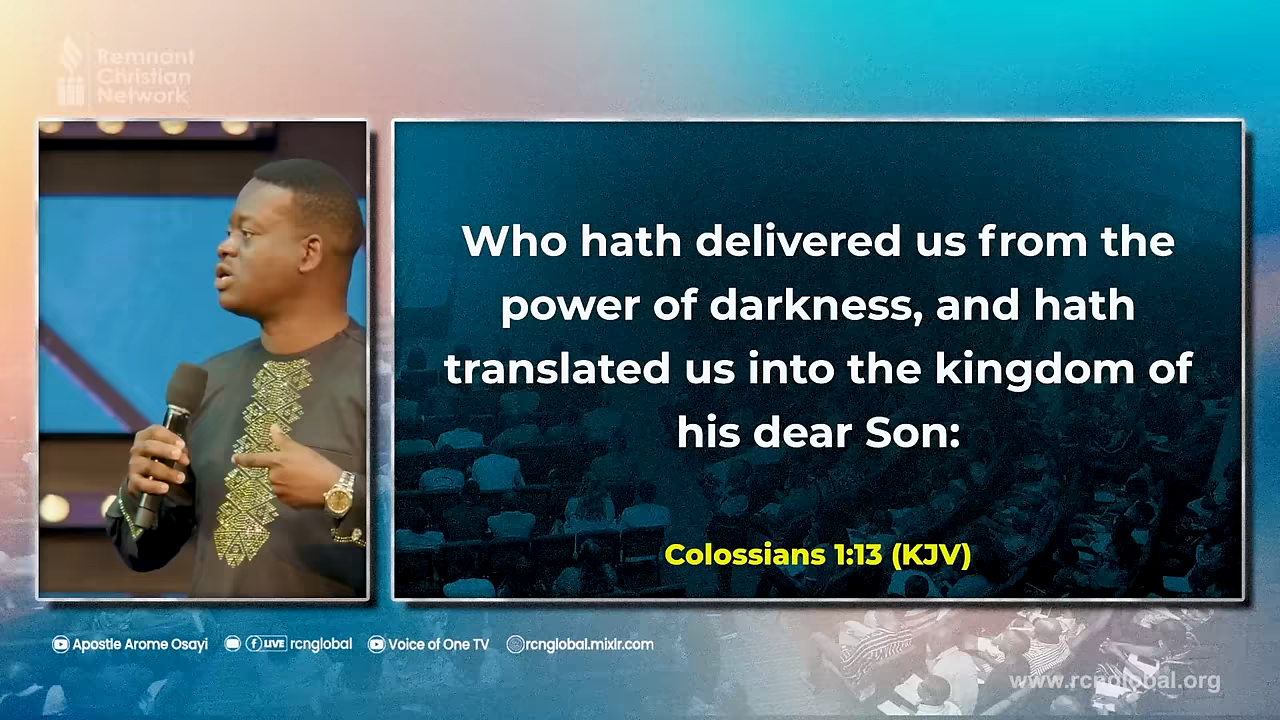 Remnant
Christian
Network
Who hath delivered us from the
power of darkness, and hath
translated us into the kingdom of
his dear Son:
Colossians 1:13 (KJV)
Apostle Arome Osayi LIVE rcnglobal Voice of One TV rcnglobal.mixlr.com
www.rcnglobal.org